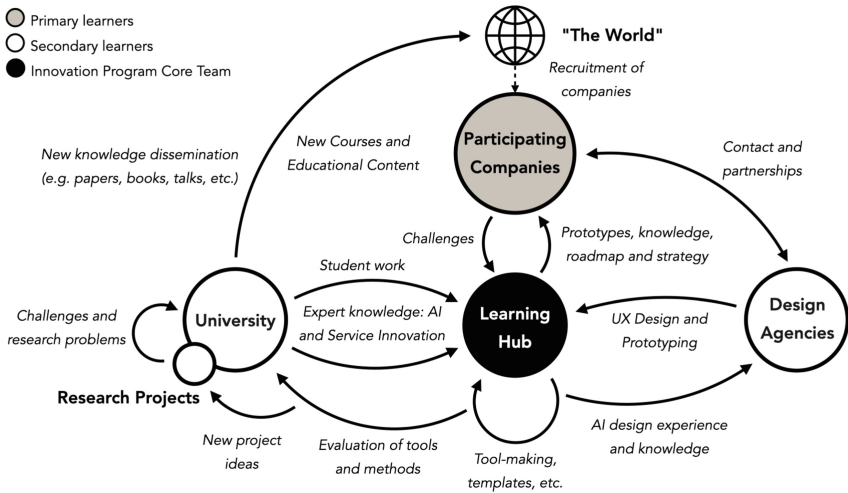 Primary learners
Secondary learners
Innovation Program Core Team
"The World"
Recruitment of
companies
New knowledge dissemination
(e.g. papers, books, talks, etc.)
New Courses and
Educational Content
Participating
Companies
Contact and
partnerships
Challenges
Prototypes, knowledge,
roadmap and strategy
Student work
Challenges and
research problems
University
Expert knowledge: AI
and Service Innovation
Learning
Hub
UX Design and
Prototyping
Design
Agencies
Research Projects
New project
ideas
Evaluation of tools
and methods
Tool-making,
templates, etc.
AI design experience
and knowledge